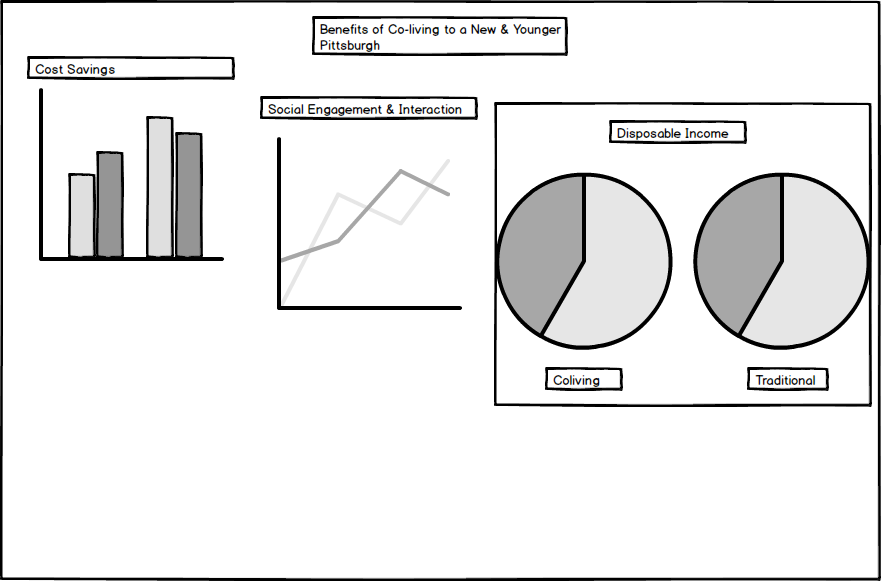 Benefits of Co-living to a New & Younger
Pittsburgh
Cost Savings
Social Engagement & Interaction
Disposable Income
Coliving
Traditional